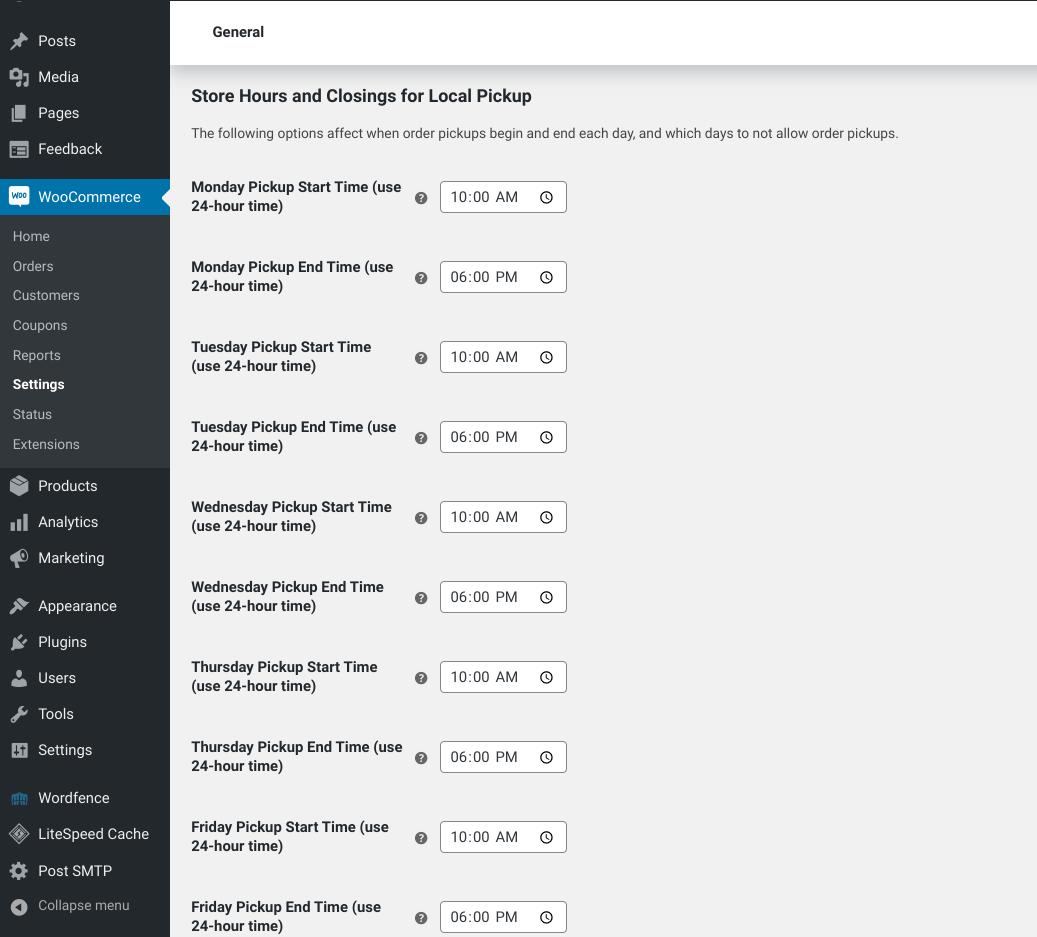 General
Posts
Media
Pages
Feedback
WOO
WooCommerce
Home
Orders
Customers
Coupons
Reports
Settings
Status
Extensions
Products
Analytics
Marketing
Appearance
Plugins
Users
Tools
Settings
Wordfence
LiteSpeed Cache
Post SMTP
Collapse menu
Store Hours and Closings for Local Pickup
The following options affect when order pickups begin and end each day, and which days to not allow order pickups.
Monday Pickup Start Time (use
24-hour time)
?
10:00 AM
Monday Pickup End Time (use
24-hour time)
?
06:00 PM
Tuesday Pickup Start Time
(use 24-hour time)
?
10:00 AM
Tuesday Pickup End Time (use
24-hour time)
?
06:00 PM
Wednesday Pickup Start Time
(use 24-hour time)
?
10:00 AM
Wednesday Pickup End Time
(use 24-hour time)
?
06:00 PM
Thursday Pickup Start Time
(use 24-hour time)
?
10:00 AM
Thursday Pickup End Time (use
24-hour time)
?
06:00 PM
Friday Pickup Start Time (use
24-hour time)
?
10:00 AM
Friday Pickup End Time (use
24-hour time)
?
06:00 PM